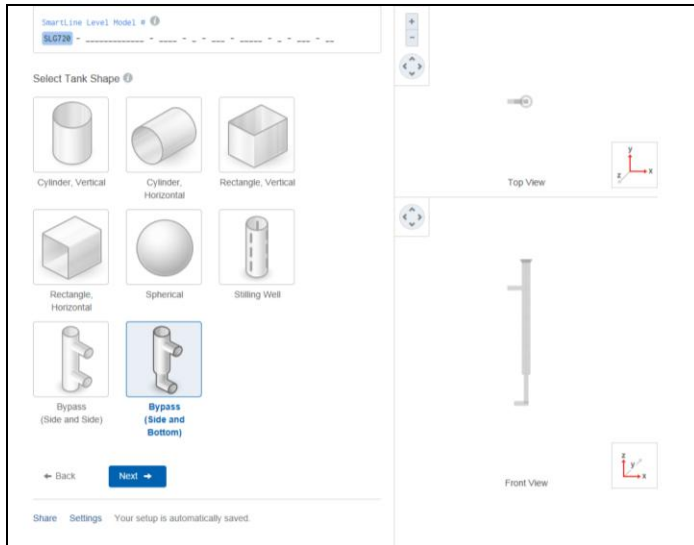 SmartLine Level Model #
SLG720 - _____________ - ____ - _ - ___ - _____ - _ - ___ - __
Select Tank Shape
Cylinder, Vertical
Cylinder,
Horizontal
Rectangle, Vertical
Rectangle,
Horizontal
Spherical
Stilling Well
Bypass
(Side and Side)
Bypass
(Side and
Bottom)
← Back
Next →
Share Settings Your setup is automatically saved.
+
−
Top View
y
z
x
Front View
z
y
x